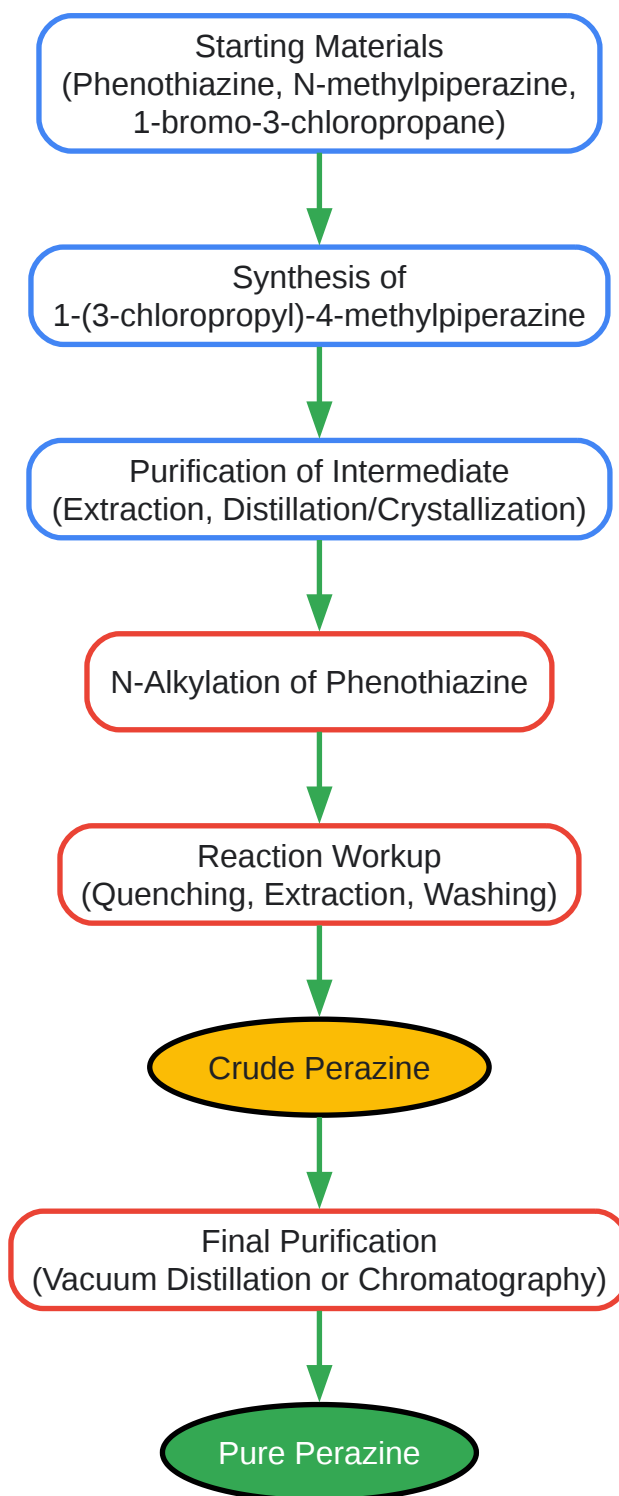 Starting Materials
(Phenothiazine, N-methylpiperazine,
1-bromo-3-chloropropane)
Synthesis of
1-(3-chloropropyl)-4-methylpiperazine
Purification of Intermediate
(Extraction, Distillation/Crystallization)
N-Alkylation of Phenothiazine
Reaction Workup
(Quenching, Extraction, Washing)
Crude Perazine
Final Purification
(Vacuum Distillation or Chromatography)
Pure Perazine